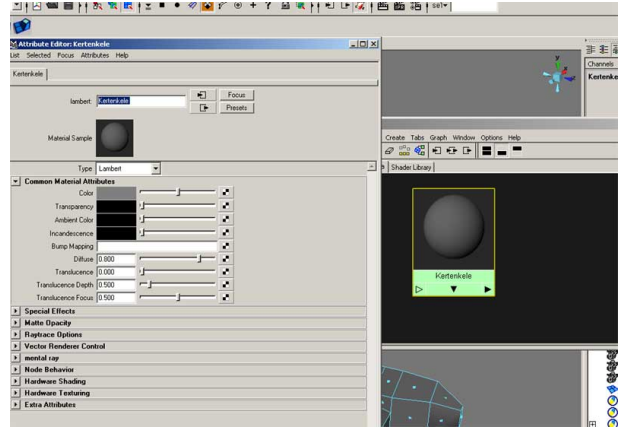 sel▾
Attribute Editor: Kertenkele
List Selected Focus Attributes Help
Kertenkele
lambert: Kertenkele
Focus
Presets
Material Sample
Type Lambert
Common Material Attributes
Color
Transparency
Ambient Color
Incandescence
Bump Mapping
Diffuse 0.800
Translucence 0.000
Translucence Depth 0.500
Translucence Focus 0.500
Special Effects
Matte Opacity
Raytrace Options
Vector Renderer Control
mental ray
Node Behavior
Hardware Shading
Hardware Texturing
Extra Attributes
Channels
Kertenke
Create Tabs Graph Window Options Help
Shader Library
Kertenkele